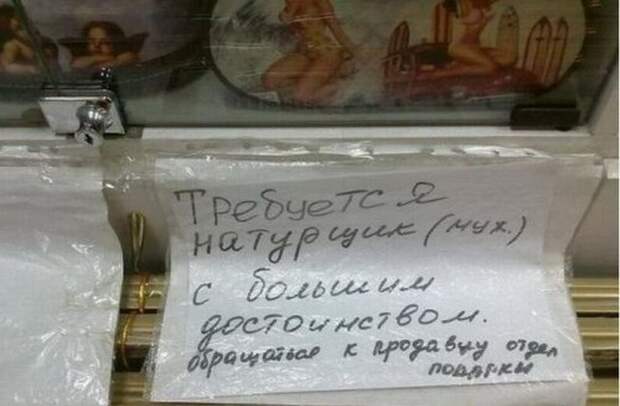 Требуется
натурщик (муж.)
с большим
достоинством.
обращаться к продавцу отдел
подарки